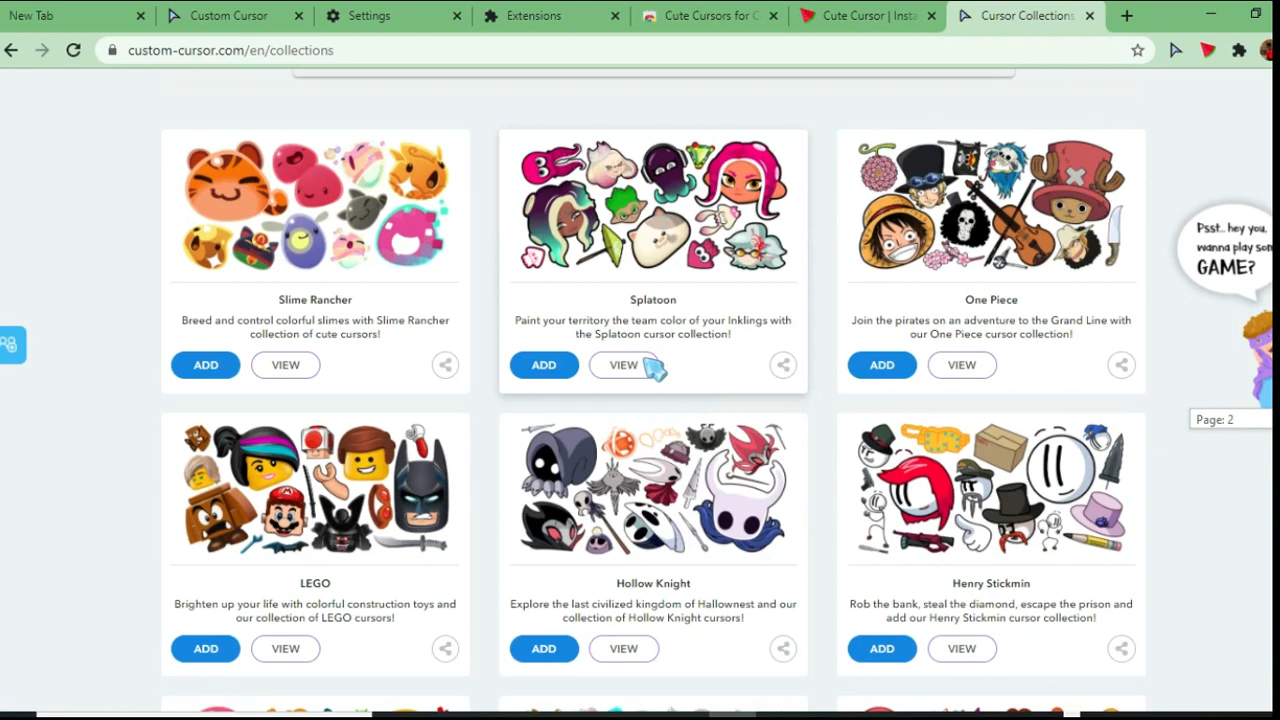 New Tab
Custom Cursor
Settings
Extensions
Cute Cursors for C
Cute Cursor | Insta
Cursor Collections
custom-cursor.com/en/collections
Slime Rancher
Breed and control colorful slimes with Slime Rancher
collection of cute cursors!
ADD
VIEW
Splatoon
Paint your territory the team color of your Inklings with
the Splatoon cursor collection!
ADD
VIEW
One Piece
Join the pirates on an adventure to the Grand Line with
our One Piece cursor collection!
ADD
VIEW
Psst.. hey you,
wanna play som
GAME?
Page: 2
LEGO
Brighten up your life with colorful construction toys and
our collection of LEGO cursors!
ADD
VIEW
Hollow Knight
Explore the last civilized kingdom of Hallownest and our
collection of Hollow Knight cursors!
ADD
VIEW
Henry Stickmin
Rob the bank, steal the diamond, escape the prison and
add our Henry Stickmin cursor collection!
ADD
VIEW